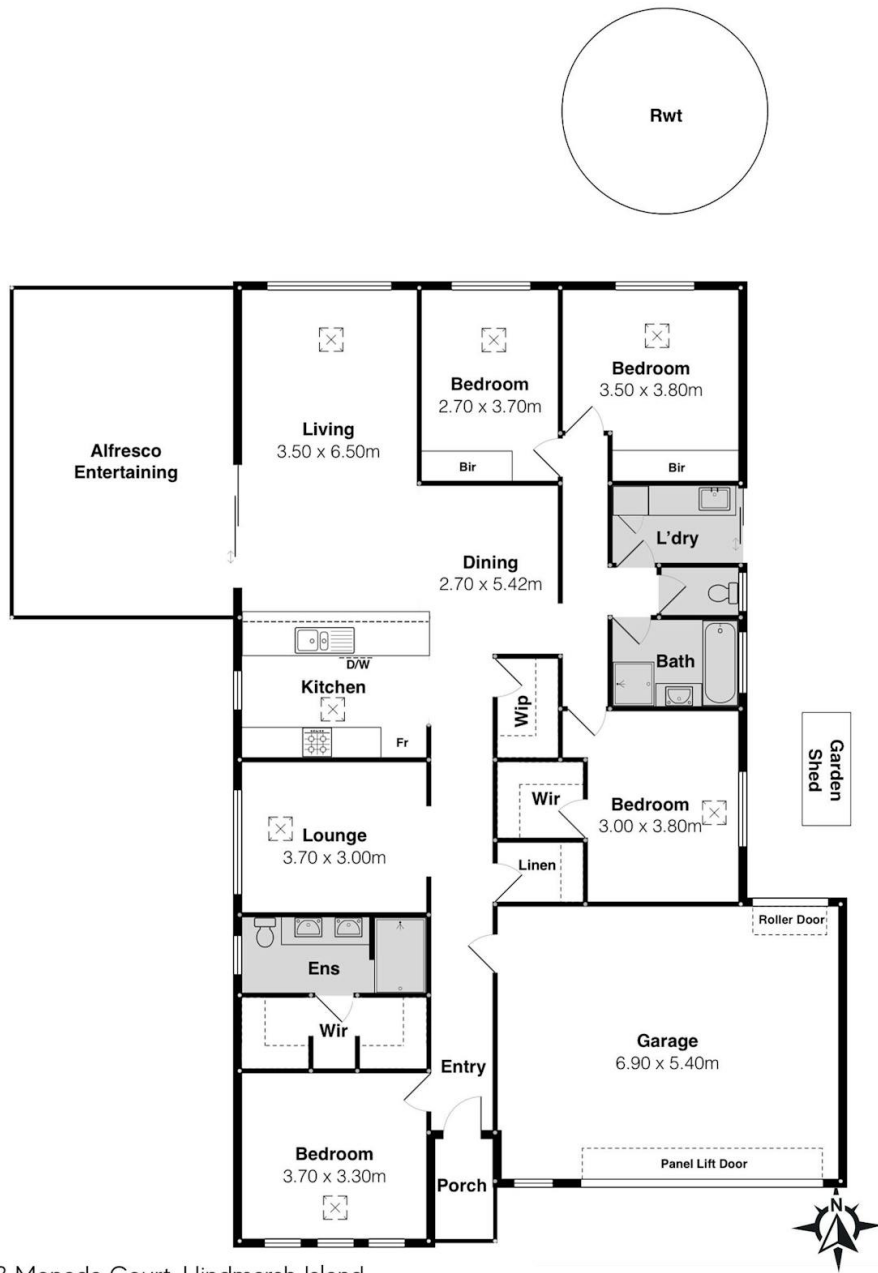 Rwt
Alfresco
Entertaining
Living
3.50 x 6.50m
Bedroom
2.70 x 3.70m
Bir
Bedroom
3.50 x 3.80m
Bir
L'dry
Dining
2.70 x 5.42m
D/W
Kitchen
Fr
Wip
Bath
Garden
Shed
Wir
Bedroom
3.00 x 3.80m
Lounge
3.70 x 3.00m
Linen
Roller Door
Ens
Wir
Entry
Garage
6.90 x 5.40m
Bedroom
3.70 x 3.30m
Porch
Panel Lift Door
N
Court, Hindmarsh Island